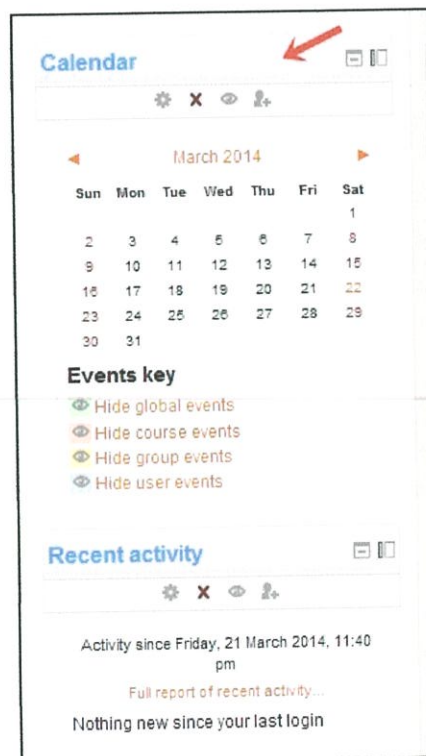 Calendar
March 2014
Sun Mon Tue Wed Thu Fri Sat
1
2 3 4 5 6 7 8
9 10 11 12 13 14 15
16 17 18 19 20 21 22
23 24 25 26 27 28 29
30 31
Events key
Hide global events
Hide course events
Hide group events
Hide user events
Recent activity
Activity since Friday, 21 March 2014, 11:40
pm
Full report of recent activity...
Nothing new since your last login